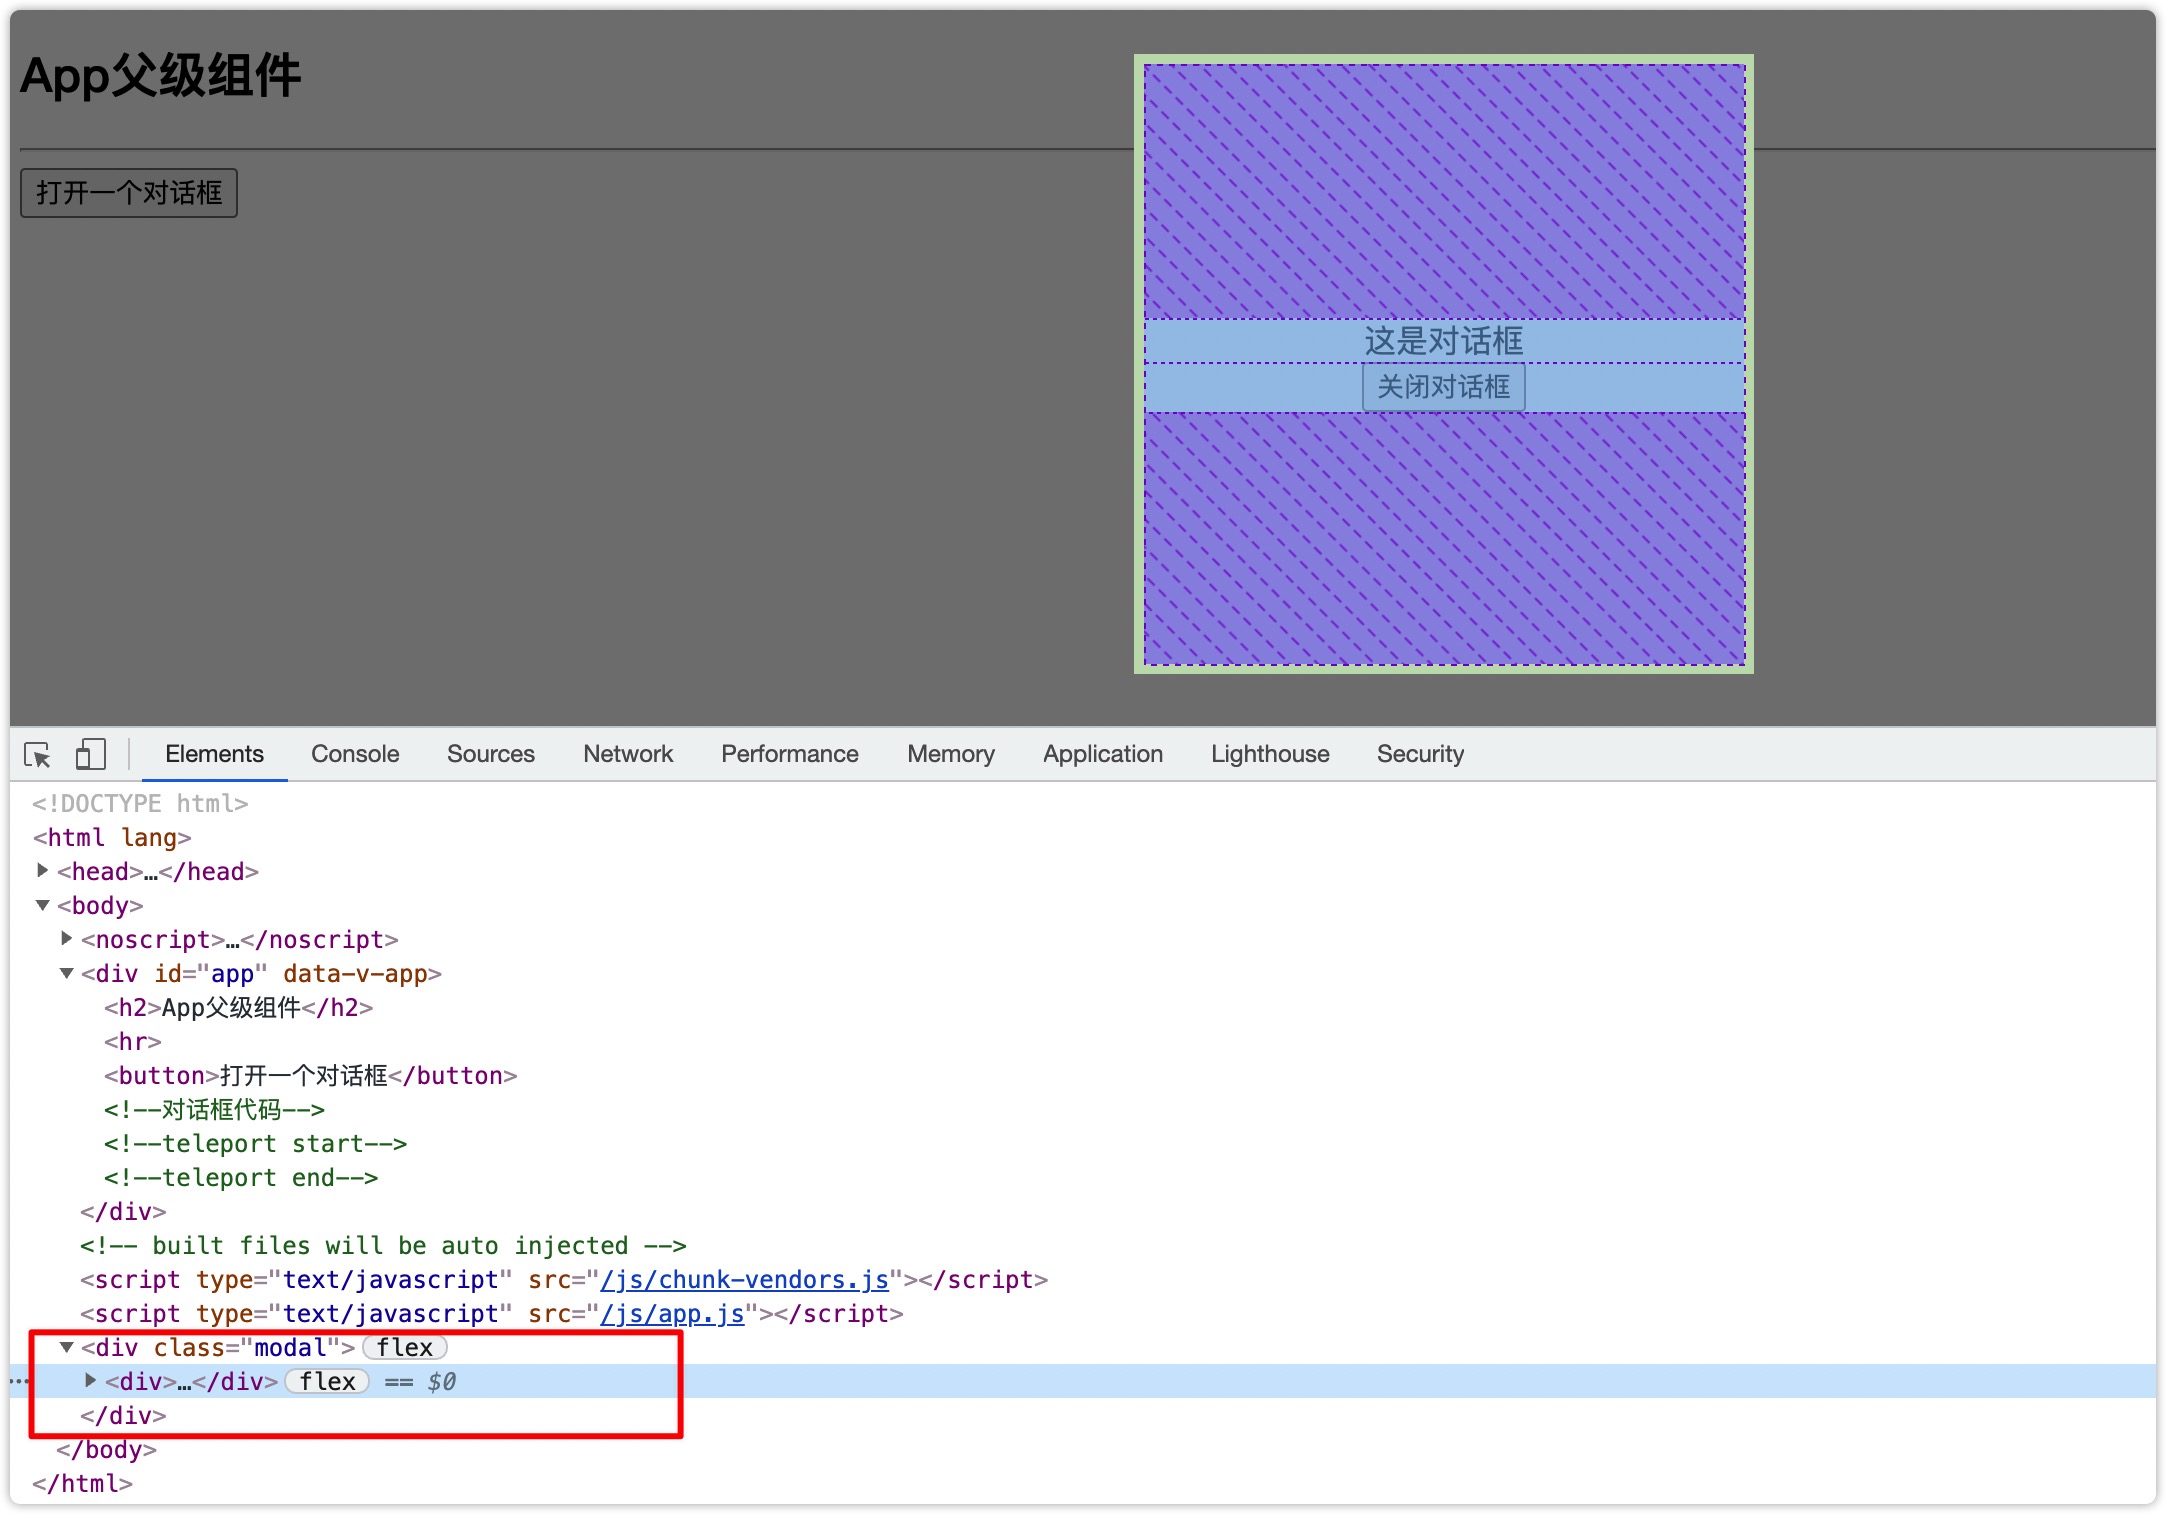 App父级组件
打开一个对话框
这是对话框
关闭对话框
Elements Console Sources Network Performance Memory Application Lighthouse Security
<!DOCTYPE html>
<html lang>
<head>…</head>
<body>
<noscript>…</noscript>
<div id="app" data-v-app>
<h2>App父级组件</h2>
<hr>
<button>打开一个对话框</button>
<!--对话框代码-->
<!--teleport start-->
<!--teleport end-->
</div>
<!-- built files will be auto injected -->
<script type="text/javascript" src="/js/chunk-vendors.js"></script>
<script type="text/javascript" src="/js/app.js"></script>
<div class="modal"> flex
<div>…</div> flex == $0
</div>
</body>
</html>